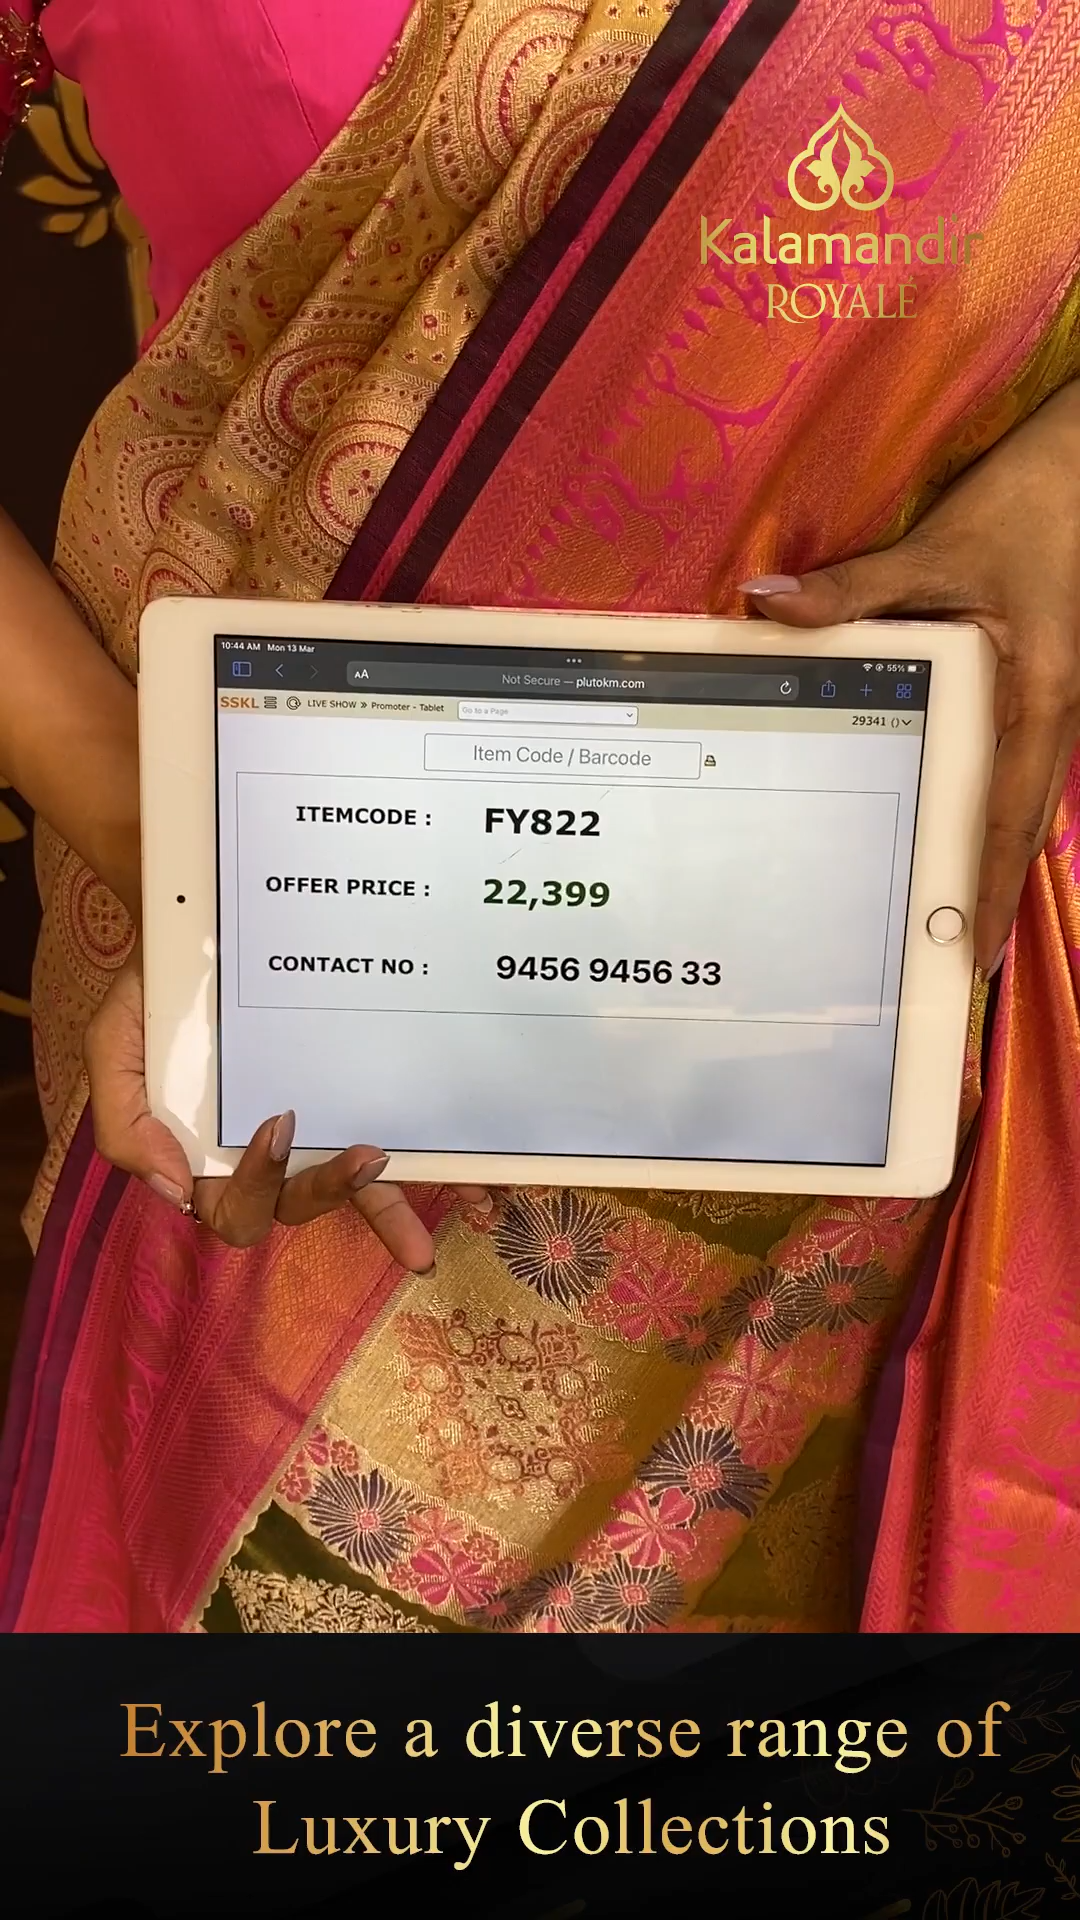 Kalamandir
ROYALE
10:44 AM Mon 13 Mar
55%
AA
Not Secure — plutokm.com
SSKL
LIVE SHOW » Promoter - Tablet
Go to a Page
29341 ()
Item Code / Barcode
ITEMCODE : FY822
OFFER PRICE : 22,399
CONTACT NO : 9456 9456 33
Explore a diverse range of
Luxury Collections